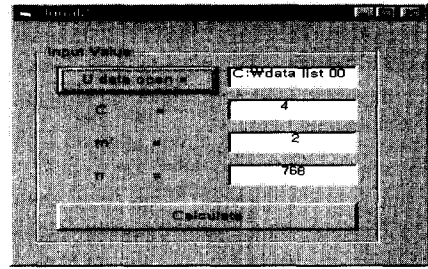 Input Value
U data open =
C:₩data list 00
C = 4
m = 2
n = 768
Calculate